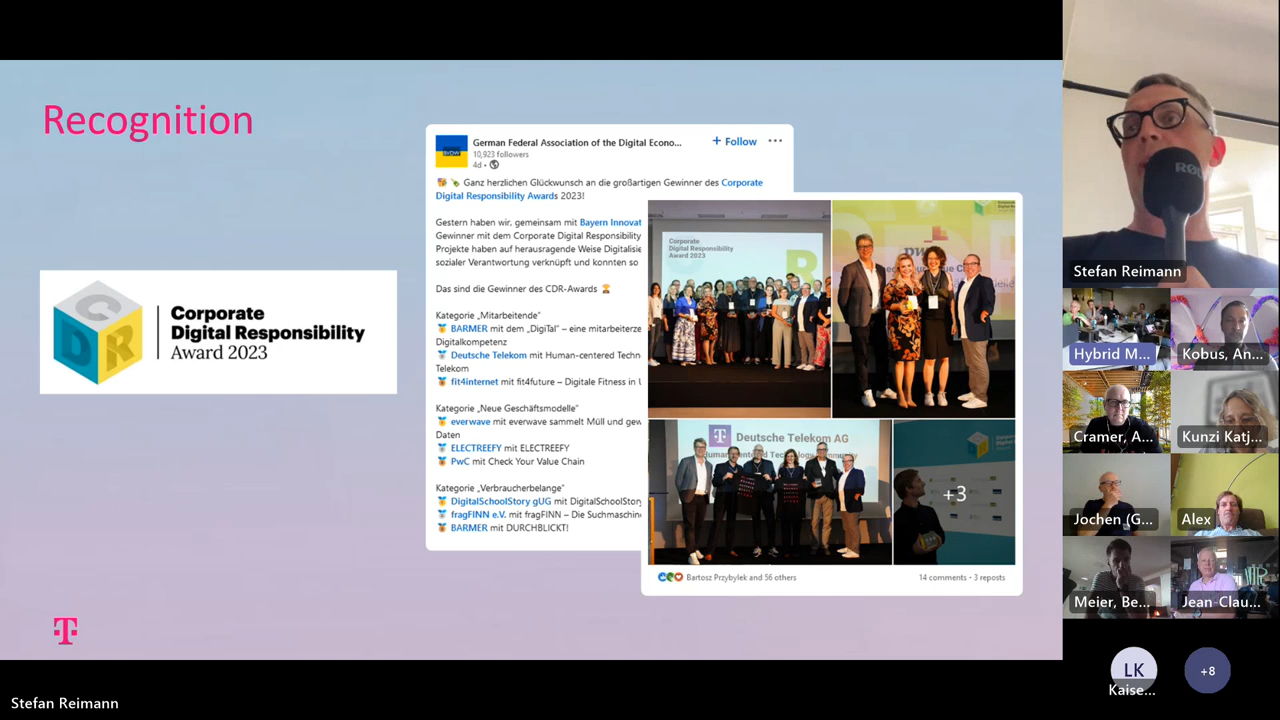 Recognition
C
D
R
Corporate
Digital Responsibility
Award 2023
BVDW
German Federal Association of the Digital Econo...
10,923 followers
4d •
+ Follow
Ganz herzlichen Glückwunsch an die großartigen Gewinner des Corporate
Digital Responsibility Awards 2023!
Gestern haben wir, gemeinsam mit Bayern Innovat
Gewinner mit dem Corporate Digital Responsibility
Projekte haben auf herausragende Weise Digitalisie
sozialer Verantwortung verknüpft und konnten so
Das sind die Gewinner des CDR-Awards
Kategorie „Mitarbeitende"
BARMER mit dem „DigiTal" – eine mitarbeiterze
Digitalkompetenz
Deutsche Telekom mit Human-centered Techn
Telekom
fit4internet mit fit4future – Digitale Fitness in
Kategorie „Neue Geschäftsmodelle"
everwave mit everwave sammelt Müll und gew
Daten
ELECTREEFY mit ELECTREEFY
PwC mit Check Your Value Chain
Kategorie „Verbraucherbelange"
DigitalSchoolStory gUG mit DigitalSchoolStory
fragFINN e.V. mit fragFINN – Die Suchmaschine
BARMER mit DURCHBLICKT!
Corporate
Digital Responsibility
Award 2023
R
pwc
T Deutsche Telekom AG
Human-centered Technology Community
+3
Bartosz Przybylek and 56 others
14 comments • 3 reposts
T
RØDE
Stefan Reimann
Hybrid M...
Kobus, An...
Cramer, A...
Kunzi Katj...
Jochen (G...
Alex
Meier, Be...
Jean-Clau...
LK
Kaise...
+8
Stefan Reimann